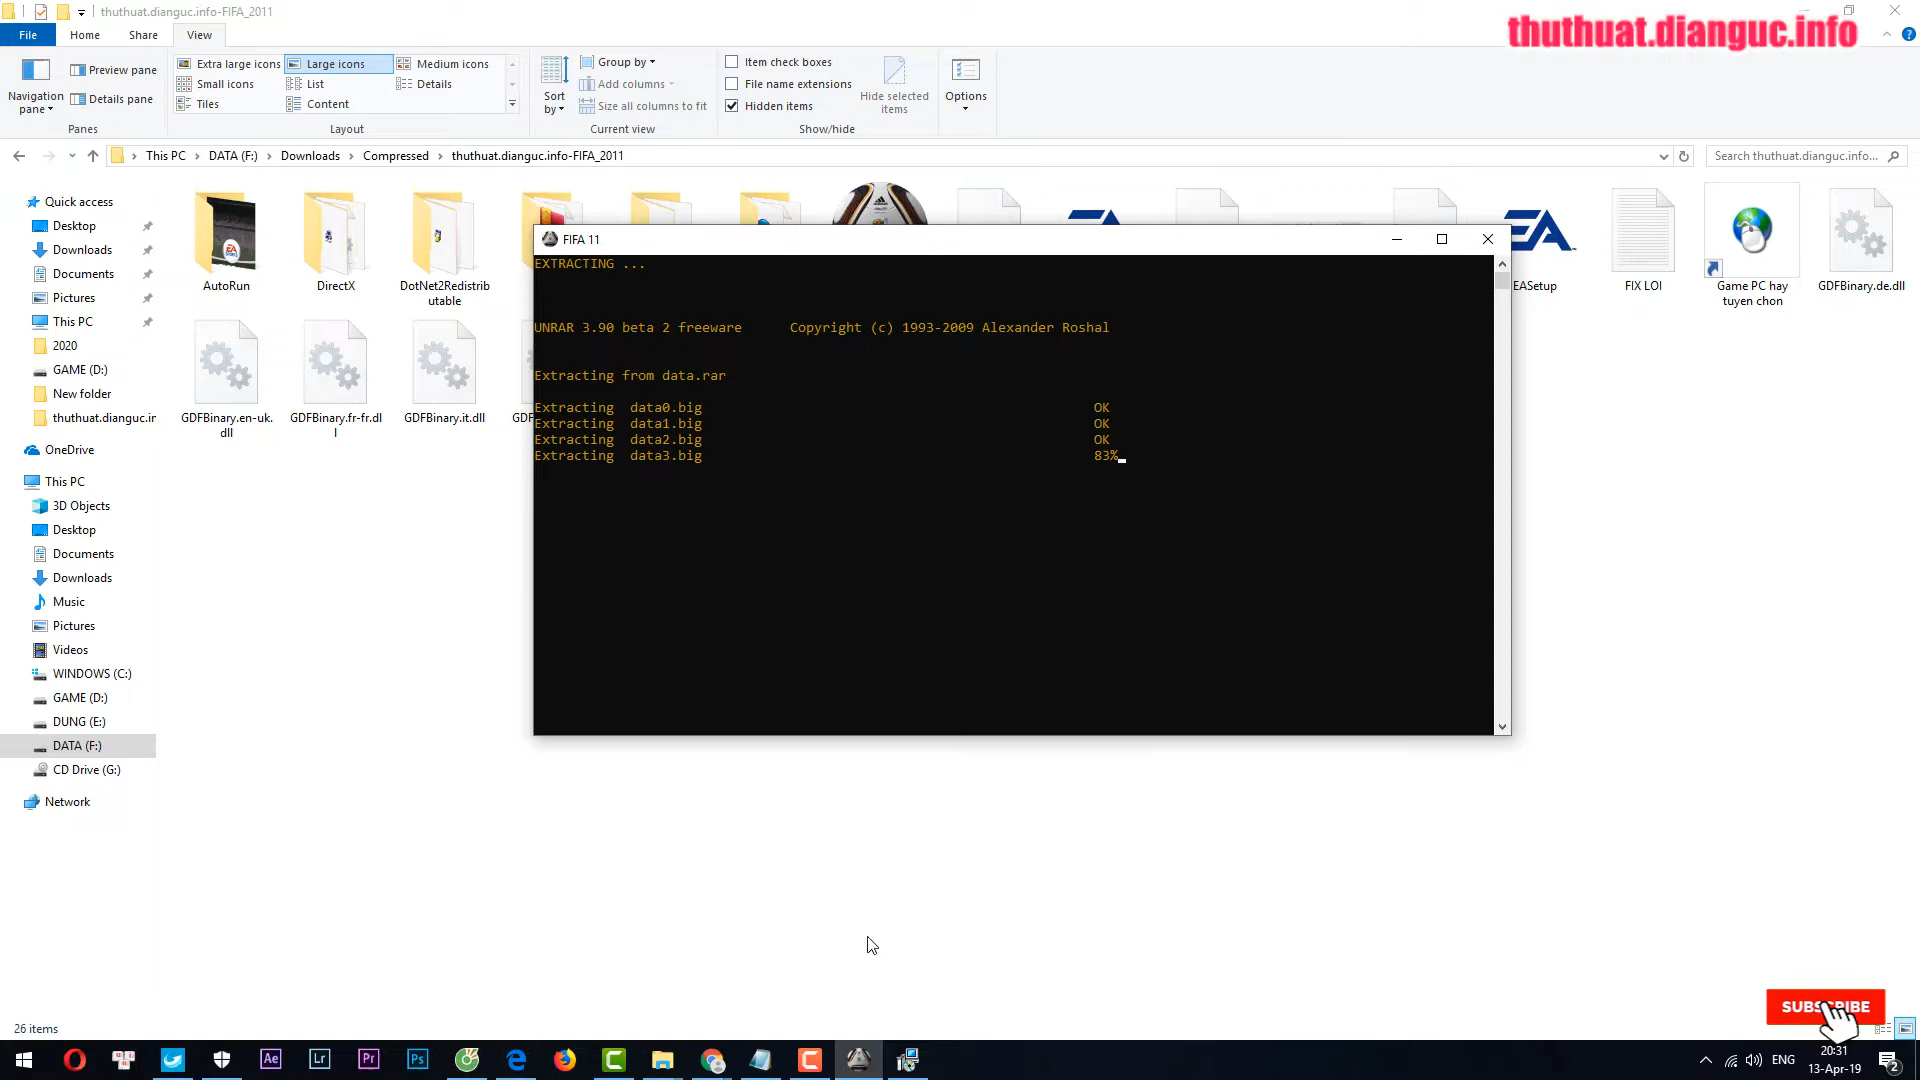 thuthuat.dianguc.info-FIFA_2011
thuthuat.dianguc.info
File Home Share View
Navigation pane
Preview pane
Details pane
Panes
Extra large icons Large icons Medium icons
Small icons List Details
Tiles Content
Layout
Sort by
Group by
Add columns
Size all columns to fit
Current view
Item check boxes
File name extensions
Hidden items
Hide selected items
Show/hide
Options
This PC DATA (F:) Downloads Compressed thuthuat.dianguc.info-FIFA_2011
Search thuthuat.dianguc.info...
Quick access
Desktop
Downloads
Documents
Pictures
This PC
2020
GAME (D:)
New folder
thuthuat.dianguc.ir
OneDrive
This PC
3D Objects
Desktop
Documents
Downloads
Music
Pictures
Videos
WINDOWS (C:)
GAME (D:)
DUNG (E:)
DATA (F:)
CD Drive (G:)
Network
AutoRun
DirectX
DotNet2Redistrib
utable
EASetup
FIX LOI
Game PC hay
tuyen chon
GDFBinary.de.dll
GDFBinary.en-uk.
dll
GDFBinary.fr-fr.dl
l
GDFBinary.it.dll
FIFA 11
EXTRACTING ...
UNRAR 3.90 beta 2 freeware Copyright (c) 1993-2009 Alexander Roshal
Extracting from data.rar
Extracting data0.big OK
Extracting data1.big OK
Extracting data2.big OK
Extracting data3.big 83%
26 items
SUBSCRIBE
Ae Lr Pr Ps
ENG
20:31
13-Apr-19
2